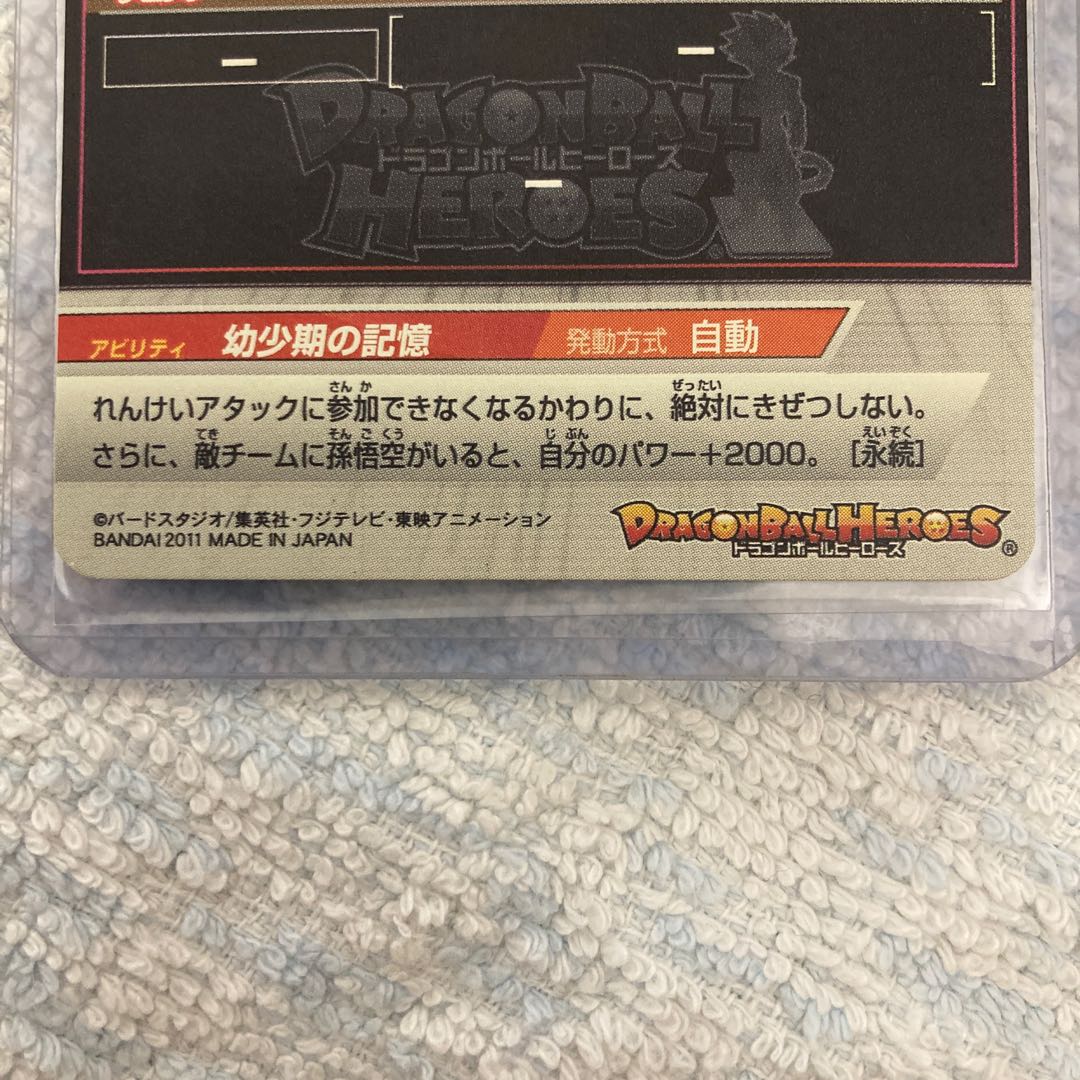 DRAGONBALL
ドラゴンボールヒーローズ
HEROES®
アビリティ 幼少期の記憶 発動方式 自動
れんけいアタックに参加できなくなるかわりに、絶対にきぜつしない。
さらに、敵チームに孫悟空がいると、自分のパワー+2000。 [永続]
©バードスタジオ/集英社・フジテレビ・東映アニメーション
BANDAI 2011 MADE IN JAPAN
DRAGONBALL HEROES
ドラゴンボールヒーローズ®